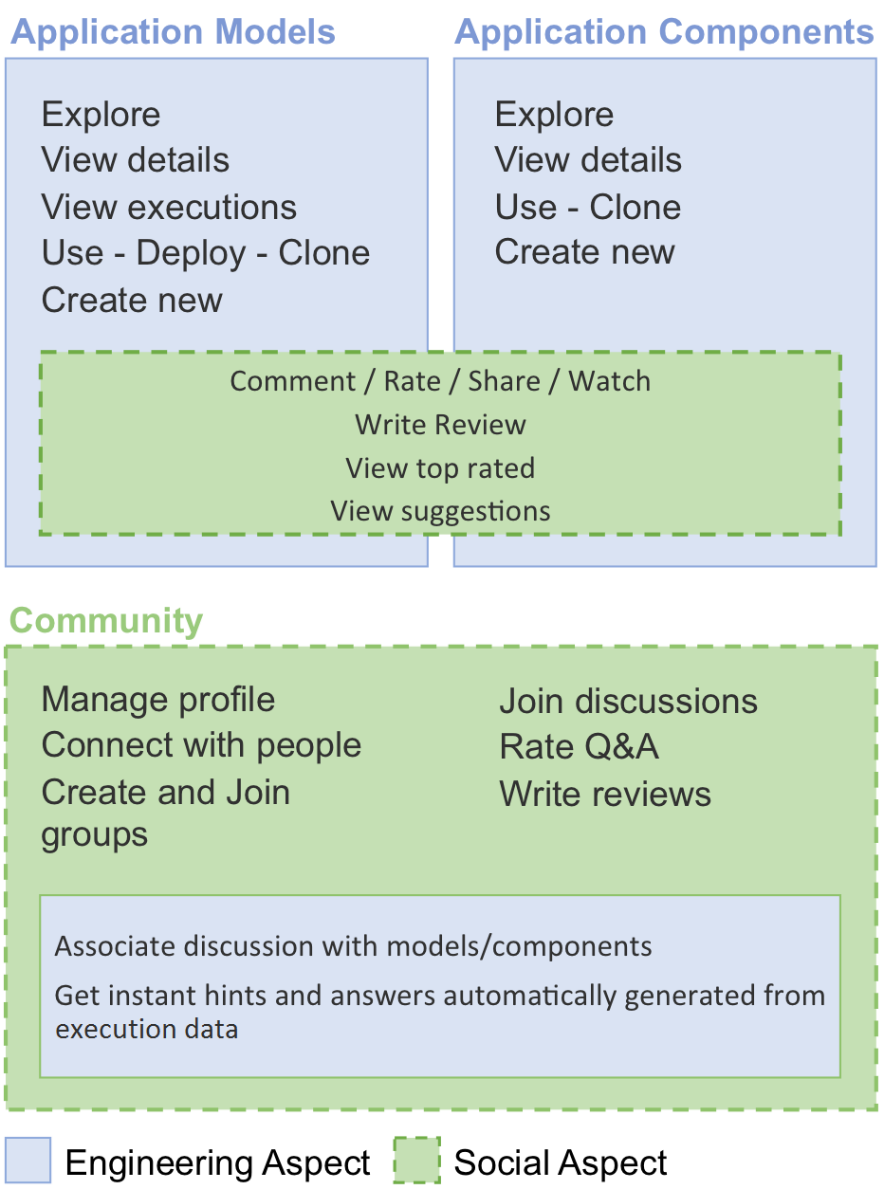 Application Models
Explore
View details
View executions
Use - Deploy - Clone
Create new
Application Components
Explore
View details
Use - Clone
Create new
Comment / Rate / Share / Watch
Write Review
View top rated
View suggestions
Community
Manage profile
Connect with people
Create and Join
groups
Join discussions
Rate Q&A
Write reviews
Associate discussion with models/components
Get instant hints and answers automatically generated from
execution data
Engineering Aspect
Social Aspect